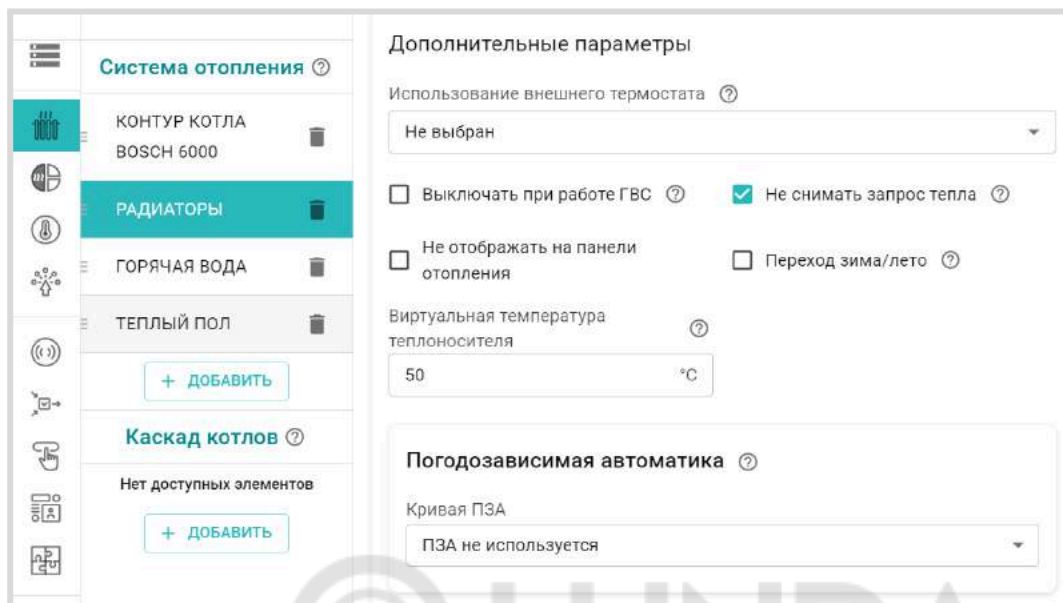 Система отопления
КОНТУР КОТЛА
BOSCH 6000
РАДИАТОРЫ
ГОРЯЧАЯ ВОДА
ТЕПЛЫЙ ПОЛ
+ ДОБАВИТЬ
Каскад котлов
Нет доступных элементов
+ ДОБАВИТЬ
Дополнительные параметры
Использование внешнего термостата
Не выбран
Выключать при работе ГВС
Не снимать запрос тепла
Не отображать на панели
отопления
Переход зима/лето
Виртуальная температура
теплоносителя
50 °C
Погодозависимая автоматика
Кривая ПЗА
ПЗА не используется